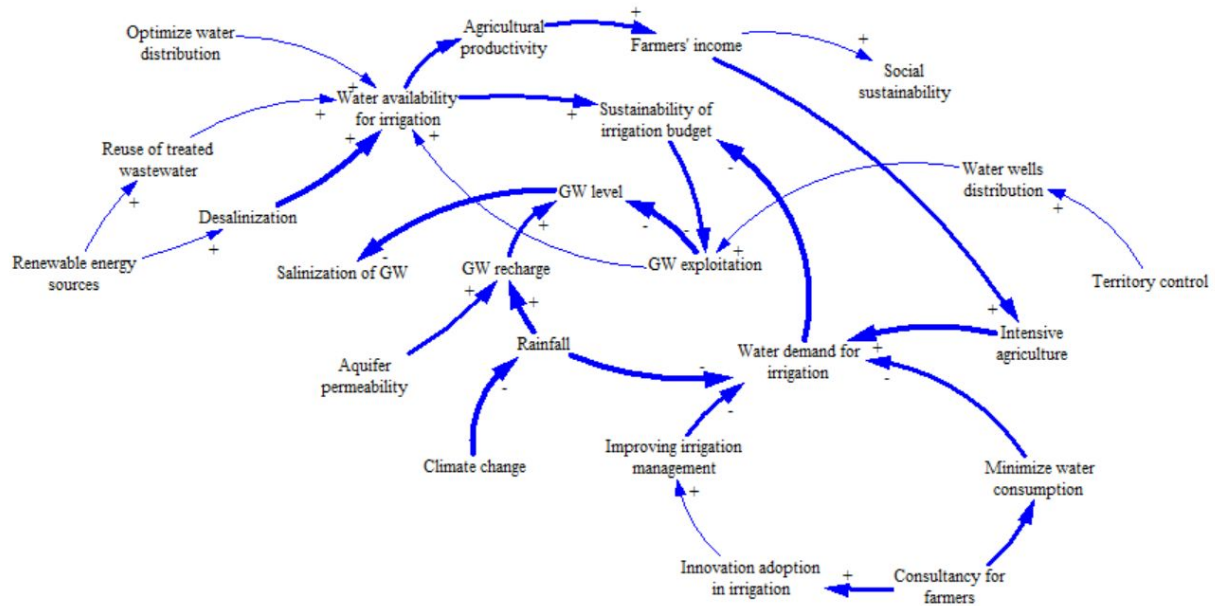 Optimize water
distribution
Agricultural
productivity
+
Farmers' income
+
Social
sustainability
+
Water availability
for irrigation
+
+
+
+
Sustainability of
irrigation budget
-
Reuse of treated
wastewater
+
Water wells
distribution
+
GW level
-
-
+
Desalinization
+
Renewable energy
sources
Salinization of GW
-
GW recharge
+
+
GW exploitation
+
Territory control
Rainfall
-
Aquifer
permeability
Water demand for
irrigation
-
+
-
-
+
Intensive
agriculture
Climate change
Improving irrigation
management
+
Minimize water
consumption
+
Innovation adoption
in irrigation
+
Consultancy for
farmers